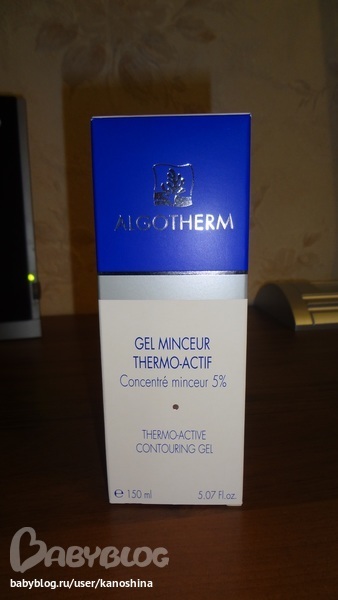 ALGOTHERM
GEL MINCEUR
THERMO-ACTIF
Concentré minceur 5%
THERMO-ACTIVE
CONTOURING GEL
℮ 150 ml 5.07 Fl.oz.
BABYBLOG
babyblog.ru/user/kanoshina